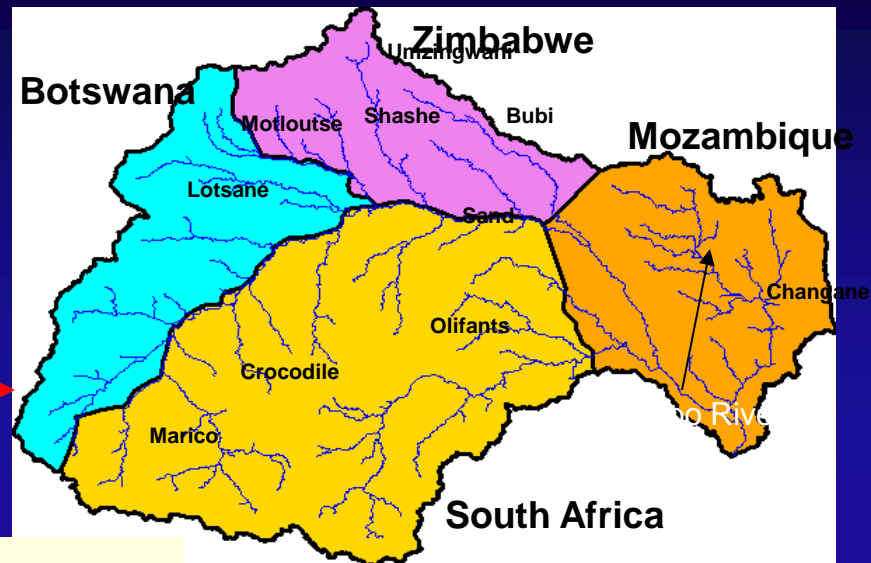 Zimbabwe
Umzingwani
Botswana
Motloutse
Shashe
Bubi
Mozambique
Lotsane
Sand
Changane
Olifants
Crocodile
Marico
South Africa